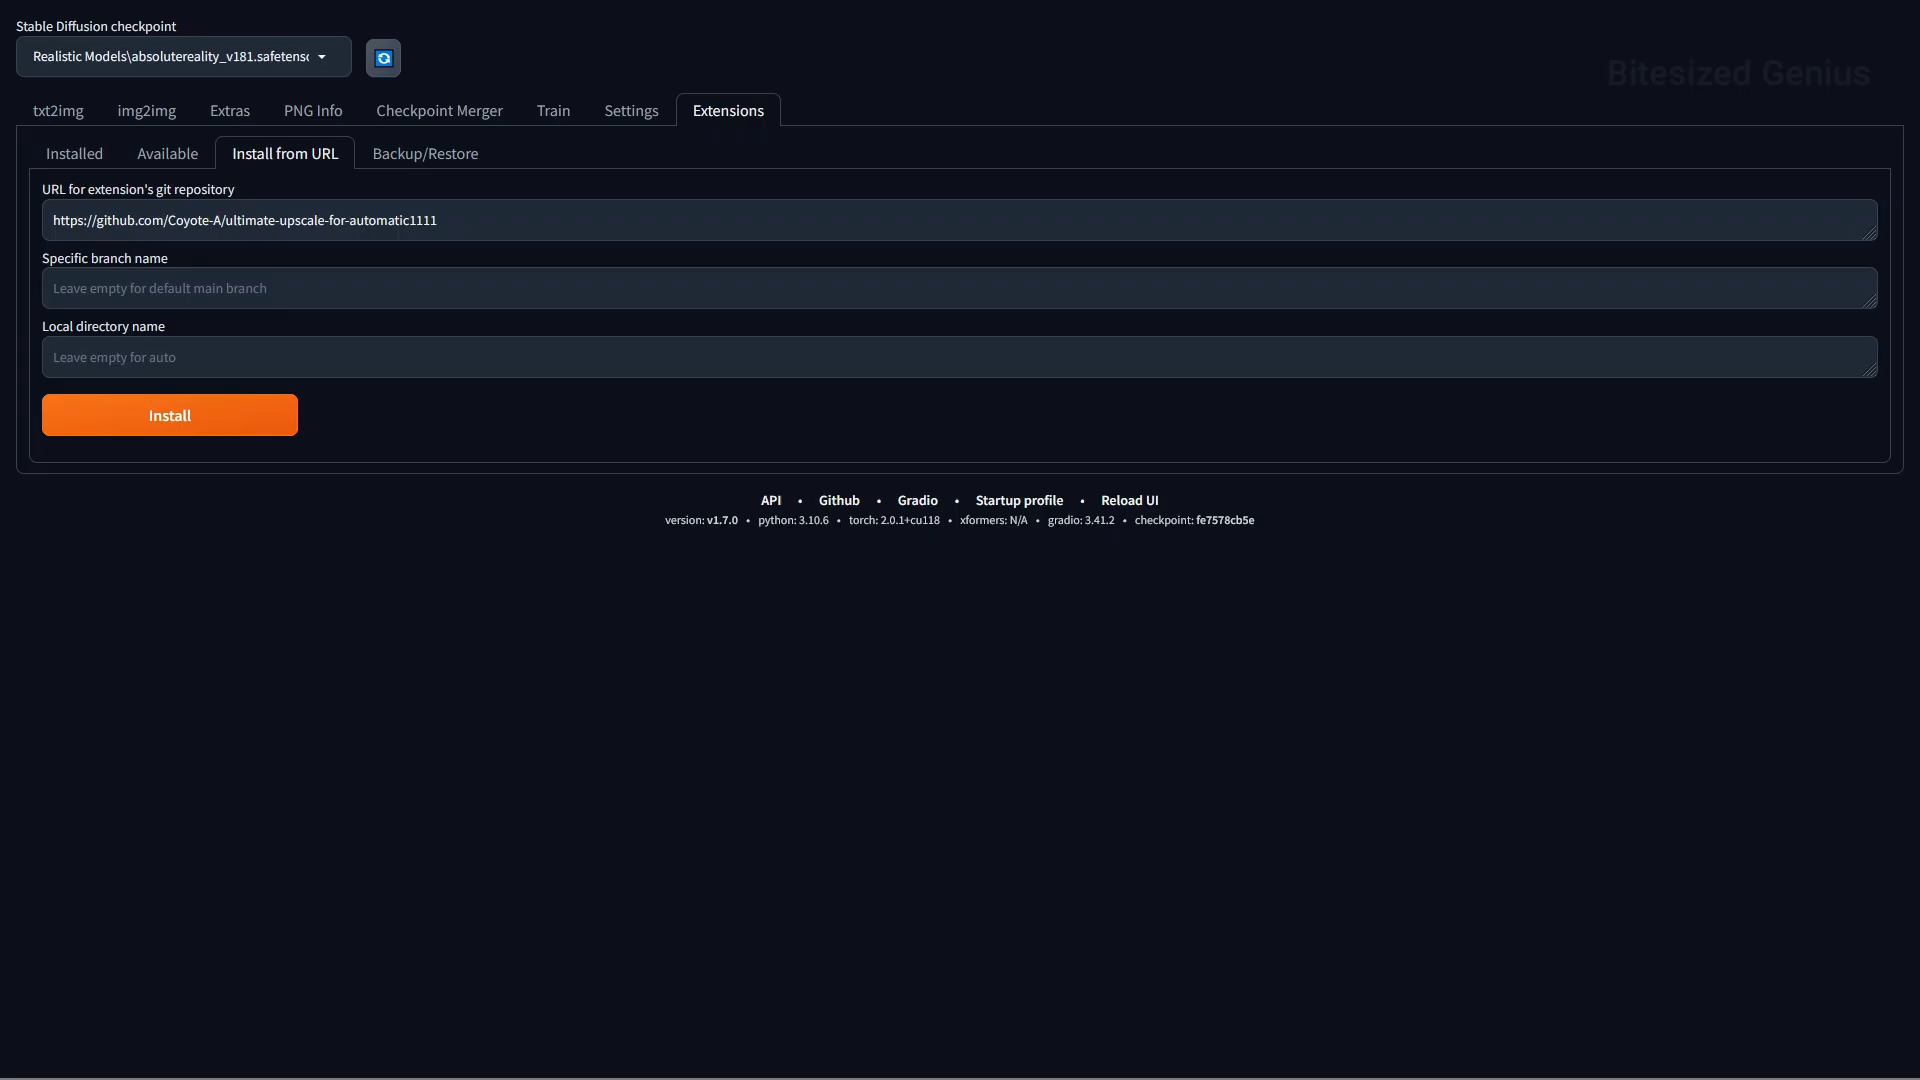 Stable Diffusion checkpoint
Realistic Models\absolutereality_v181.safetensc
Bitesized Genius
txt2img img2img Extras PNG Info Checkpoint Merger Train Settings Extensions
Installed Available Install from URL Backup/Restore
URL for extension's git repository
https://github.com/Coyote-A/ultimate-upscale-for-automatic1111
Specific branch name
Leave empty for default main branch
Local directory name
Leave empty for auto
Install
API • Github • Gradio • Startup profile • Reload UI
version: v1.7.0 • python: 3.10.6 • torch: 2.0.1+cu118 • xformers: N/A • gradio: 3.41.2 • checkpoint: fe7578cb5e